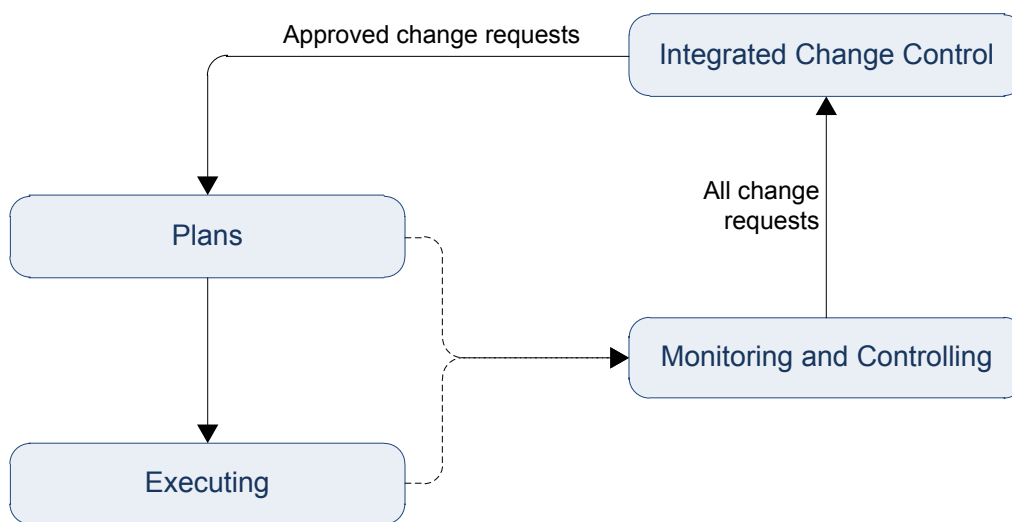 Approved change requests
Integrated Change Control
All change
requests
Plans
Monitoring and Controlling
Executing